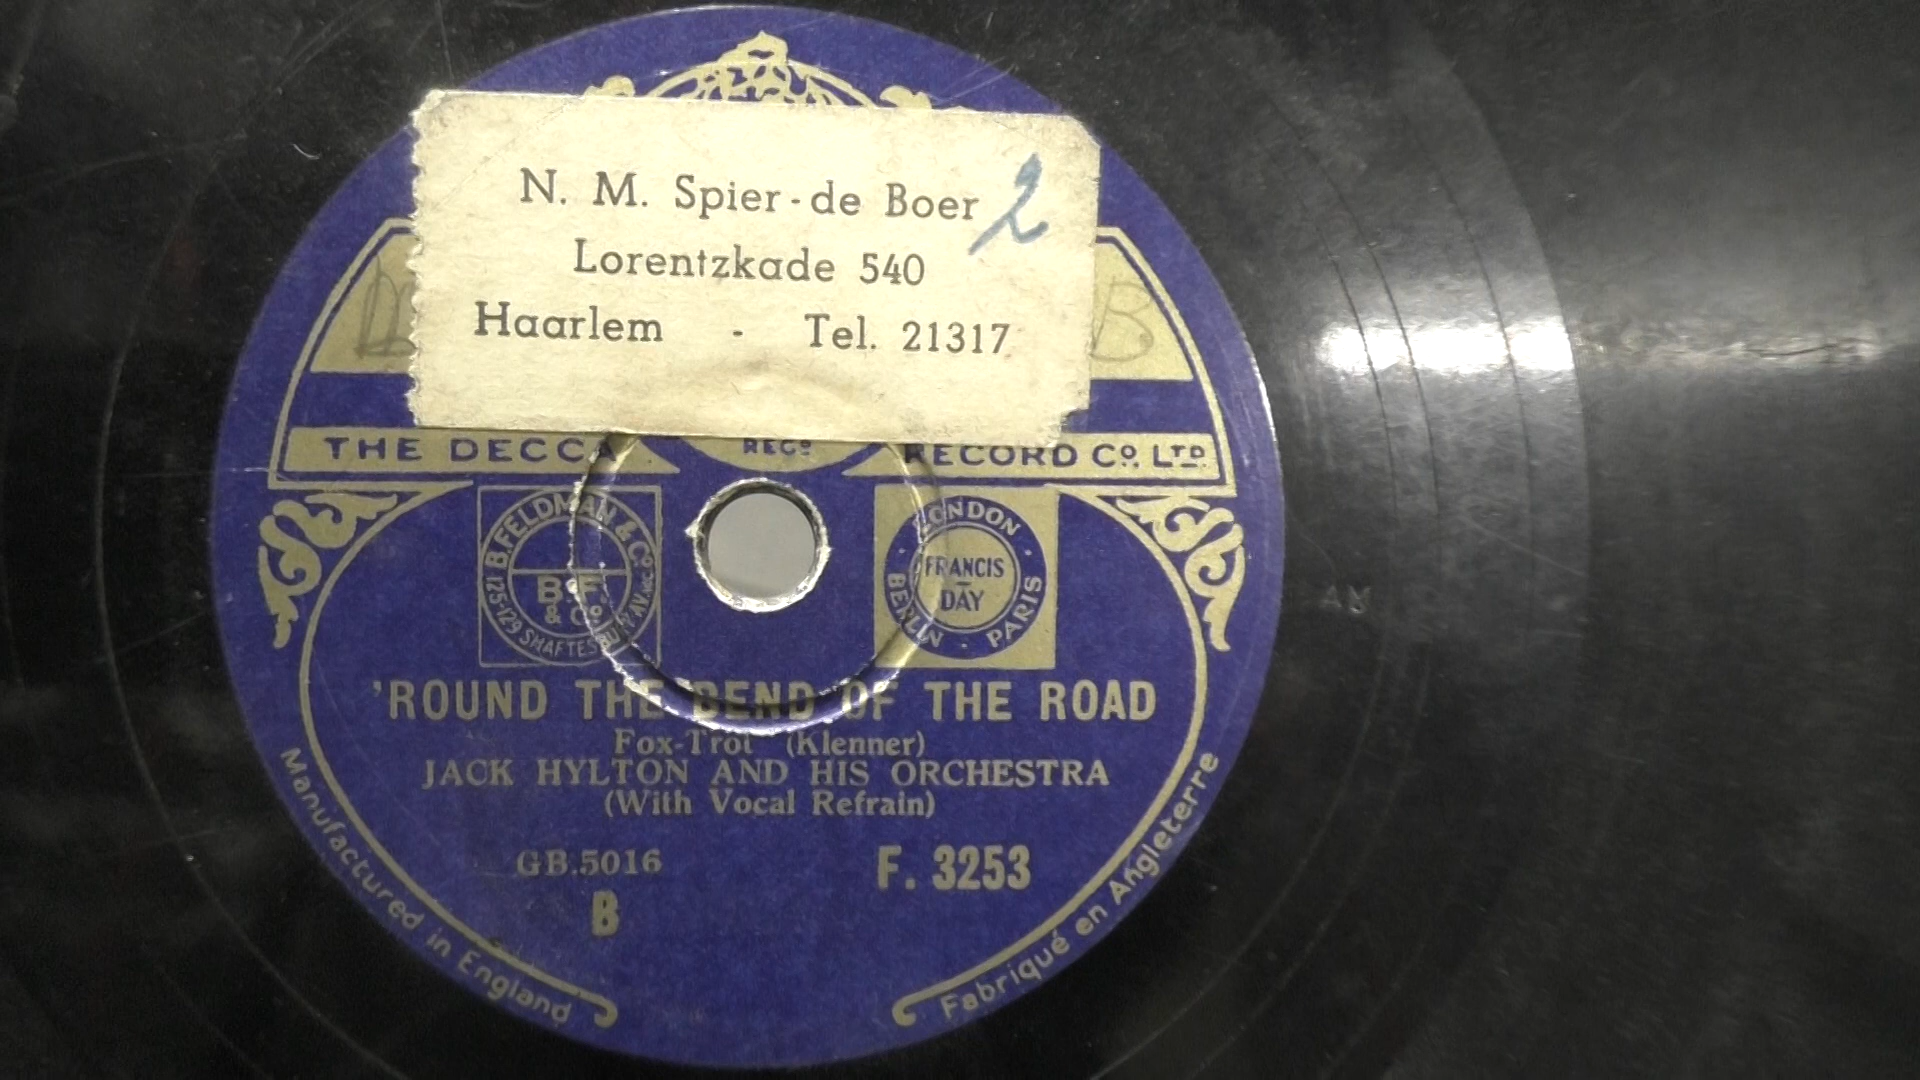 N. M. Spier - de Boer 2
Lorentzkade 540
Haarlem - Tel. 21317
THE DECCA REGD RECORD CO. LTD.
B. FELDMAN & CO
125-129 SHAFTESBURY AV. W.C.
B. F.
& Co
LONDON · PARIS · BERLIN ·
FRANCIS
–
DAY
'ROUND THE BEND OF THE ROAD
Fox-Trot (Klenner)
JACK HYLTON AND HIS ORCHESTRA
(With Vocal Refrain)
GB.5016 F. 3253
B
Manufactured in England
Fabriqué en Angleterre